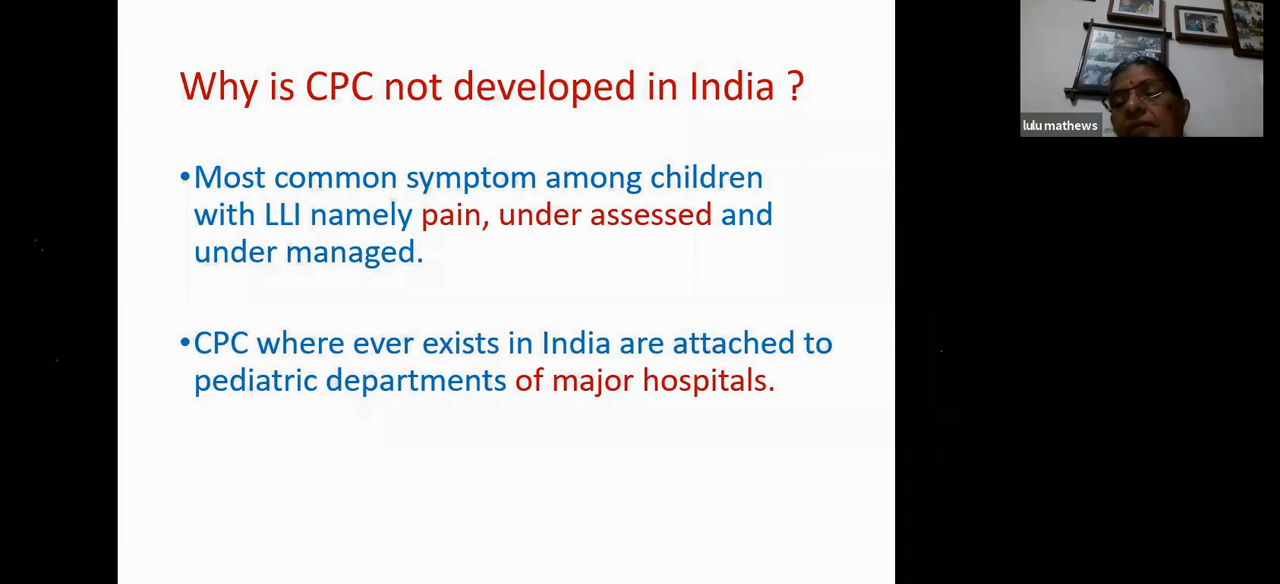 Why is CPC not developed in India ?
•Most common symptom among children
with LLI namely pain, under assessed and
under managed.
•CPC where ever exists in India are attached to
pediatric departments of major hospitals.
lulu mathews